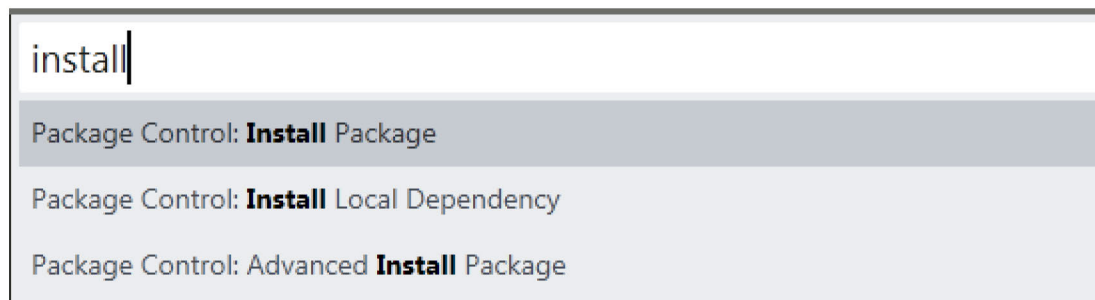 install
Package Control: Install Package
Package Control: Install Local Dependency
Package Control: Advanced Install Package